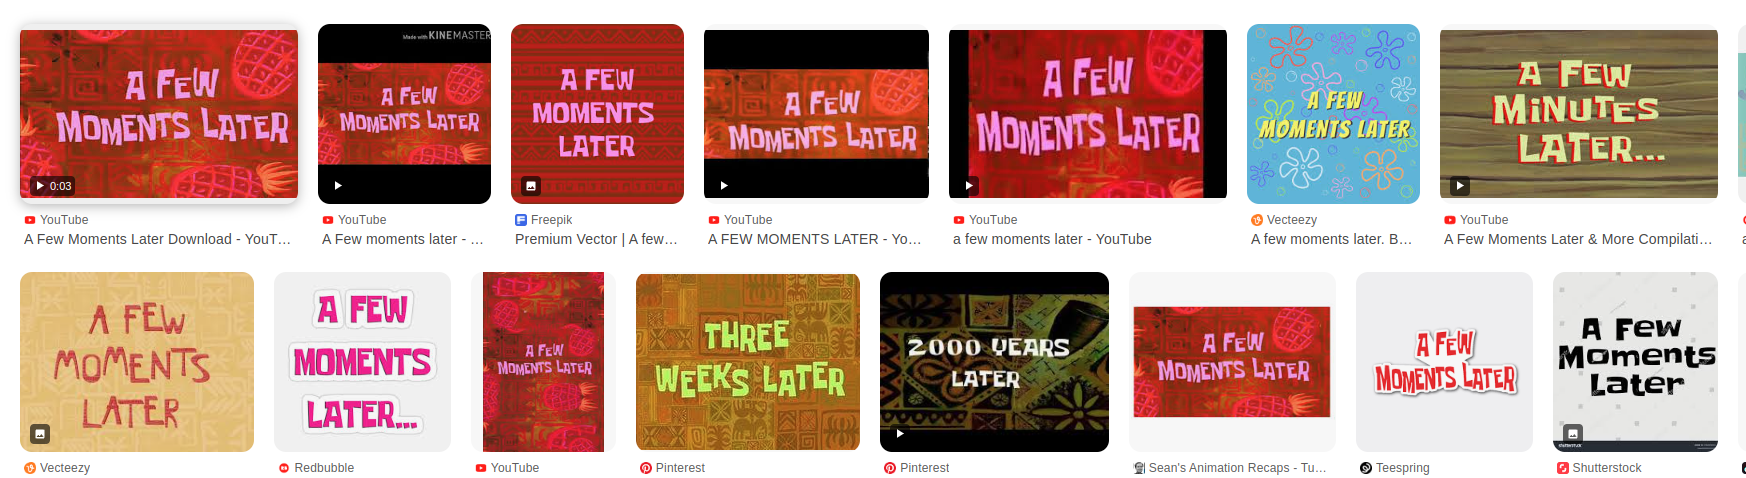 Made with KINEMASTER
A FEW
MOMENTS LATER
0:03
A FEW
MOMENTS LATER
A FEW
MOMENTS
LATER
A FEW
MOMENTS LATER
A FEW
MOMENTS LATER
A FEW
MOMENTS LATER
A FEW
MINUTES
LATER...
YouTube
YouTube
Freepik
YouTube
YouTube
Vecteezy
YouTube
A Few Moments Later Download - YouT...
A Few moments later - ...
Premium Vector | A few...
A FEW MOMENTS LATER - Yo...
a few moments later - YouTube
A few moments later. B...
A Few Moments Later & More Compilati...
A FEW
MOMENTS
LATER
A FEW
MOMENTS
LATER...
A FEW
MOMENTS LATER
THREE
WEEKS LATER
2000 YEARS
LATER
A FEW
MOMENTS LATER
A FEW
MOMENTS LATER
A Few
Moments
Later
Vecteezy
Redbubble
YouTube
Pinterest
Pinterest
Sean's Animation Recaps - Tu...
Teespring
Shutterstock